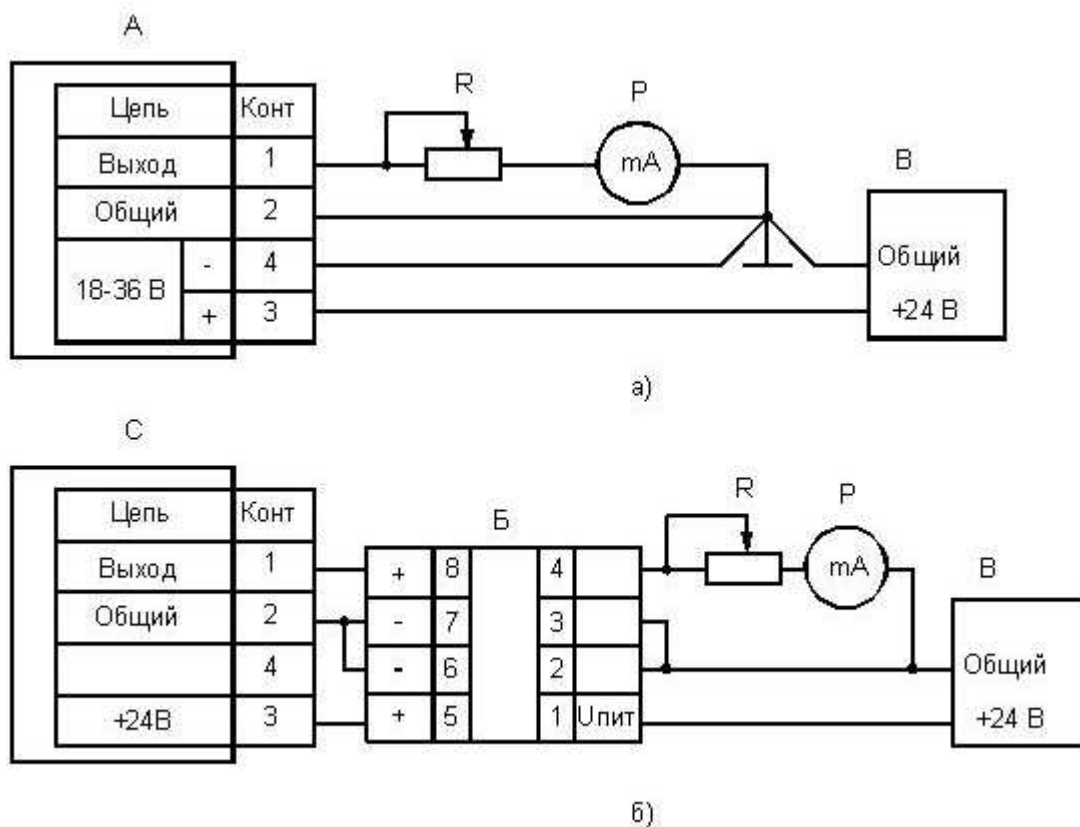 А
R
P
В
Цепь Конт
Выход 1
Общий 2
18-36 В - 4
+ 3
mA
Общий
+24 В
а)
С
Б
R
P
В
Цепь Конт
Выход 1
Общий 2
4
+24В 3
+ 8 4
- 7 3
- 6 2
+ 5 1 Uпит
mA
Общий
+24 В
б)